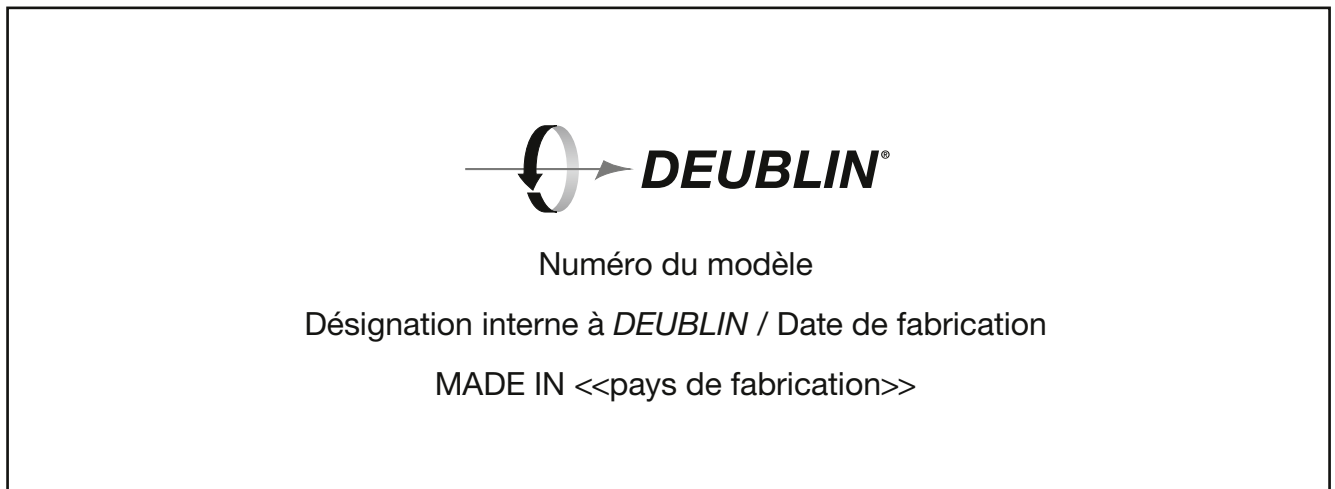 DEUBLIN®
Numéro du modèle
Désignation interne à DEUBLIN / Date de fabrication
MADE IN <<pays de fabrication>>